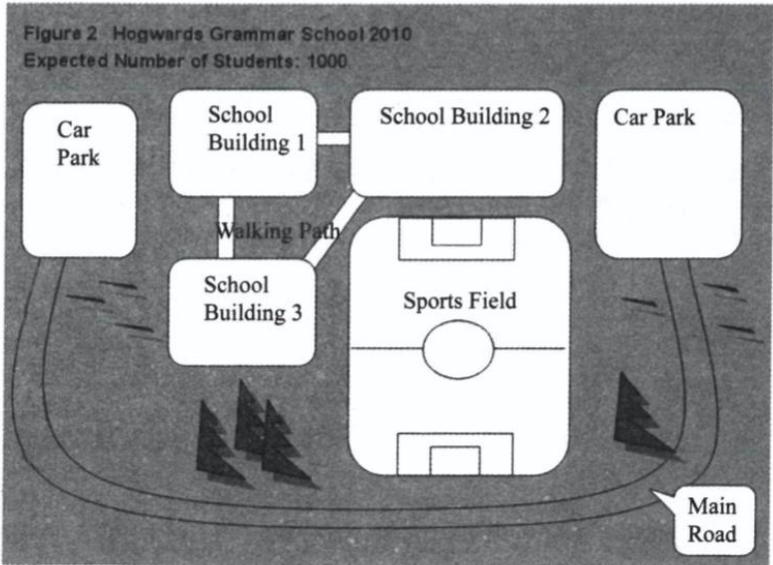 Figure 2 Hogwards Grammar School 2010
Expected Number of Students: 1000
Car
Park
School
Building 1
School Building 2
Car Park
Walking Path
School
Building 3
Sports Field
Main
Road